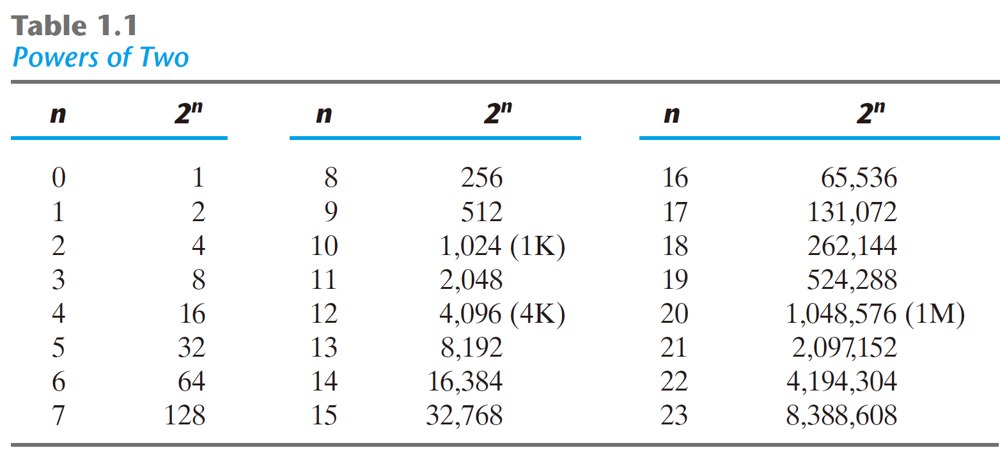 Table 1.1
Powers of Two
n 2ⁿ n 2ⁿ n 2ⁿ
0 1 8 256 16 65,536
1 2 9 512 17 131,072
2 4 10 1,024 (1K) 18 262,144
3 8 11 2,048 19 524,288
4 16 12 4,096 (4K) 20 1,048,576 (1M)
5 32 13 8,192 21 2,097,152
6 64 14 16,384 22 4,194,304
7 128 15 32,768 23 8,388,608